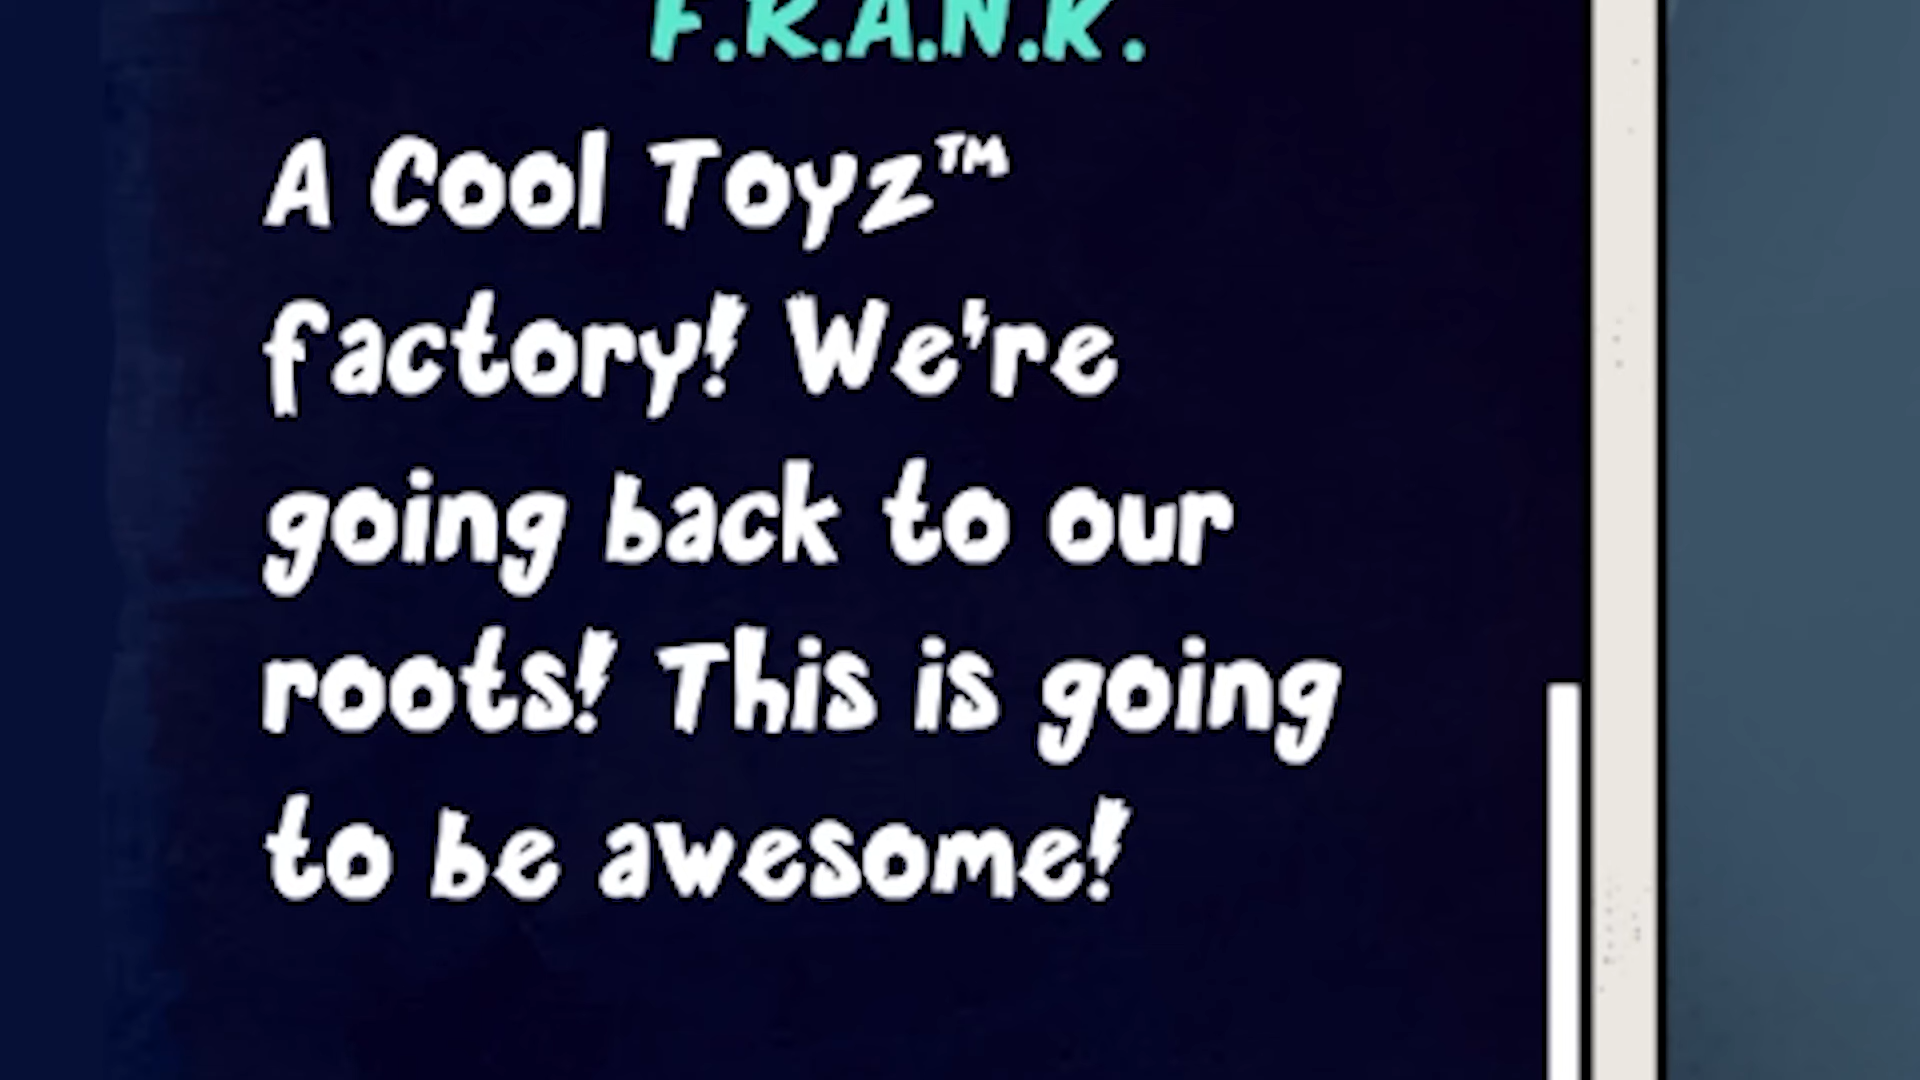 F.R.A.N.K.
A Cool Toyz™
factory! We're
going back to our
roots! This is going
to be awesome!